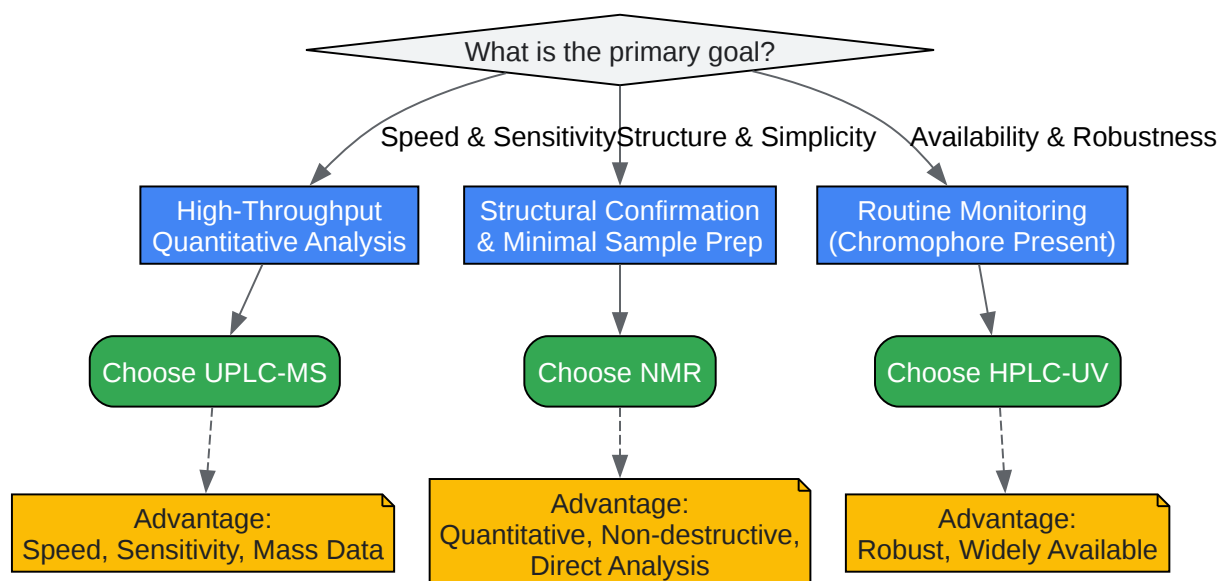 What is the primary goal?
Speed & Sensitivity
Structure & Simplicity
Availability & Robustness
High-Throughput
Quantitative Analysis
Structural Confirmation
& Minimal Sample Prep
Routine Monitoring
(Chromophore Present)
Choose UPLC-MS
Choose NMR
Choose HPLC-UV
Advantage:
Speed, Sensitivity, Mass Data
Advantage:
Quantitative, Non-destructive,
Direct Analysis
Advantage:
Robust, Widely Available